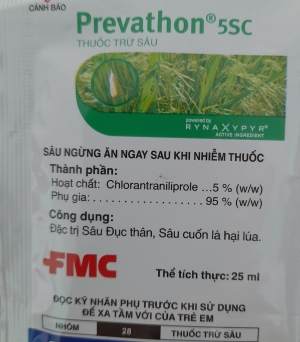 CẢNH BÁO
Prevathon® 5SC
THUỐC TRỪ SÂU
powered by
RYNAXYPYR®
ACTIVE INGREDIENT
SÂU NGỪNG ĂN NGAY SAU KHI NHIỄM THUỐC
Thành phần:
Hoạt chất: Chlorantraniliprole ...5 % (w/w)
Phụ gia: ........................ 95 % (w/w)
Công dụng:
Đặc trị Sâu Đục thân, Sâu cuốn lá hại lúa.
FMC
Thể tích thực: 25 ml
ĐỌC KỸ NHÃN PHỤ TRƯỚC KHI SỬ DỤNG
ĐỂ XA TẦM VỚI CỦA TRẺ EM
NHÓM 28 THUỐC TRỪ SÂU